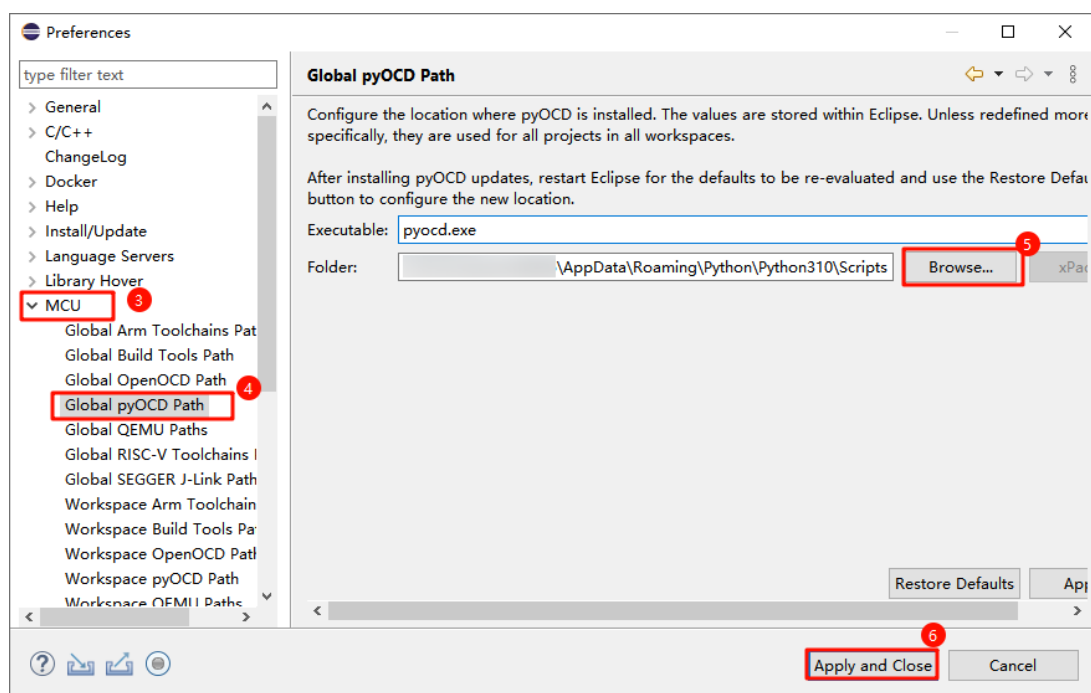 Preferences
type filter text
General
C/C++
ChangeLog
Docker
Help
Install/Update
Language Servers
Library Hover
MCU
3
Global Arm Toolchains Pat
Global Build Tools Path
Global OpenOCD Path
4
Global pyOCD Path
Global QEMU Paths
Global RISC-V Toolchains
Global SEGGER J-Link Path
Workspace Arm Toolchain
Workspace Build Tools Pa
Workspace OpenOCD Path
Workspace pyOCD Path
Workspace QEMU Paths
Global pyOCD Path
Configure the location where pyOCD is installed. The values are stored within Eclipse. Unless redefined more
specifically, they are used for all projects in all workspaces.
After installing pyOCD updates, restart Eclipse for the defaults to be re-evaluated and use the Restore Defau
button to configure the new location.
Executable: pyocd.exe
5
Folder: \AppData\Roaming\Python\Python310\Scripts Browse... xPac
Restore Defaults App
6
Apply and Close Cancel